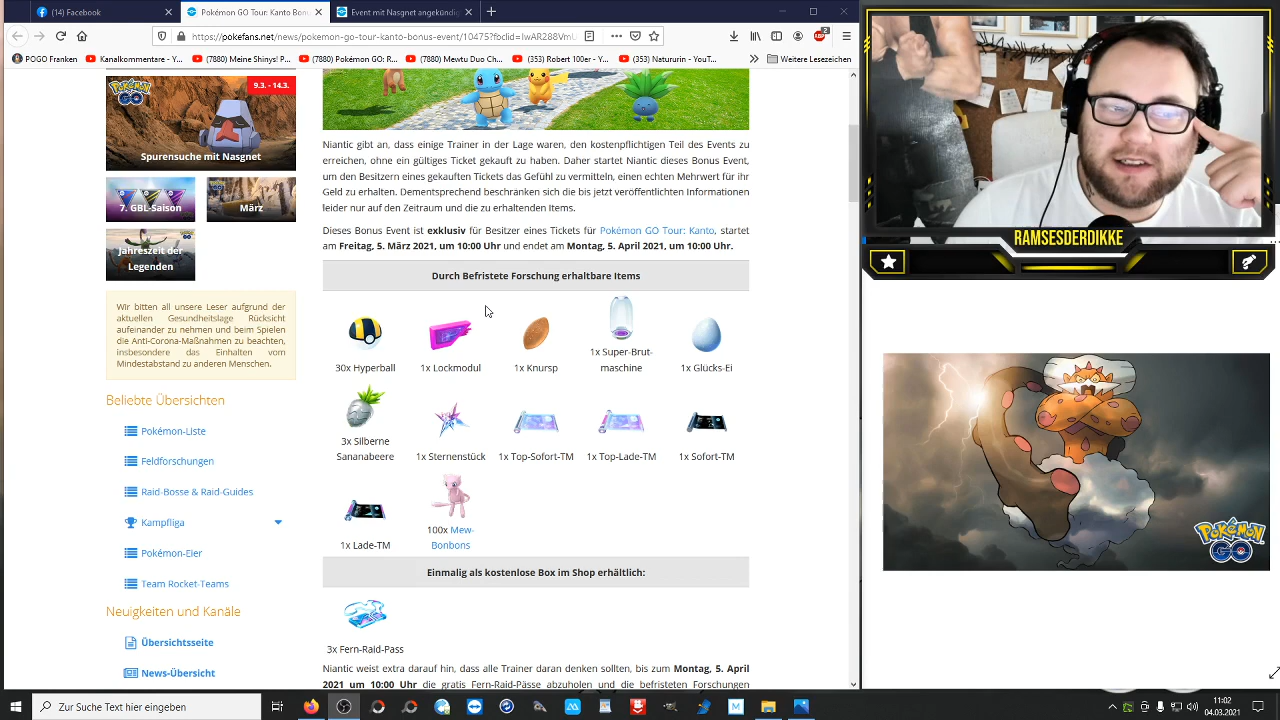 (14) Facebook
Pokémon GO Tour Kanto Bonu
Event mit Nasgnet angekündig
https://pokefans.net/news/pokemon
-kanto-bonus
/10475?fbclid=IwAR288VmU
POGO Franken
Kanalkommentare - Y...
(7880) Meine Shinys! P...
(7880) Pokémon GO: R...
(7880) Mewtu Duo Ch...
(353) Robert 100er - Y...
(353) Natururin - YouT...
Weitere Lesezeichen
Pokémon GO
9.3. - 14.3.
Spurensuche mit Nasgnet
7. GBL-Saison
März
Jahreszeit der
Legenden
Wir bitten all unsere Leser aufgrund der
aktuellen Gesundheitslage Rücksicht
aufeinander zu nehmen und beim Spielen
die Anti-Corona-Maßnahmen zu beachten,
insbesondere das Einhalten vom
Mindestabstand zu anderen Menschen.
Beliebte Übersichten
Pokémon-Liste
Feldforschungen
Raid-Bosse & Raid-Guides
Kampfliga
Pokémon-Eier
Team Rocket-Teams
Neuigkeiten und Kanäle
Übersichtsseite
News-Übersicht
Niantic gibt an, dass einige Trainer in der Lage waren, den kostenpflichtigen Teil des Events zu
erreichen, ohne ein gültiges Ticket gekauft zu haben. Daher startet Niantic dieses Bonus Event,
um den Besitzern eines gekauften Tickets das Gefühl zu vermitteln, einen echten Mehrwert für ihr
Geld zu erhalten. Dementsprechend beschränken sich die bis jetzt veröffentlichten Informationen
leider nur auf den Zeitraum und die zu erhaltenden Items.
Dieses Bonus Event ist exklusiv für Besitzer eines Tickets für Pokémon GO Tour: Kanto, startet
am Freitag, 5. März 2021, um 10:00 Uhr und endet am Montag, 5. April 2021, um 10:00 Uhr.
Durch Befristete Forschung erhaltbare Items
30x Hyperball
1x Lockmodul
1x Knursp
1x Super-Brut-
maschine
1x Glücks-Ei
3x Silberne
Sananabeere
1x Sternenstück
1x Top-Sofort-TM
1x Top-Lade-TM
1x Sofort-TM
1x Lade-TM
100x Mew-
Bonbons
Einmalig als kostenlose Box im Shop erhältlich:
3x Fern-Raid-Pass
Niantic weist extra darauf hin, dass alle Trainer daran denken sollten, bis zum Montag, 5. April
2021 um 10:00 Uhr die gratis Fern-Raid-Pässe abzuholen und die befristeten Forschungen
RAMSESDERDIKKE
Pokémon GO
Zur Suche Text hier eingeben
11:02
04.03.2021